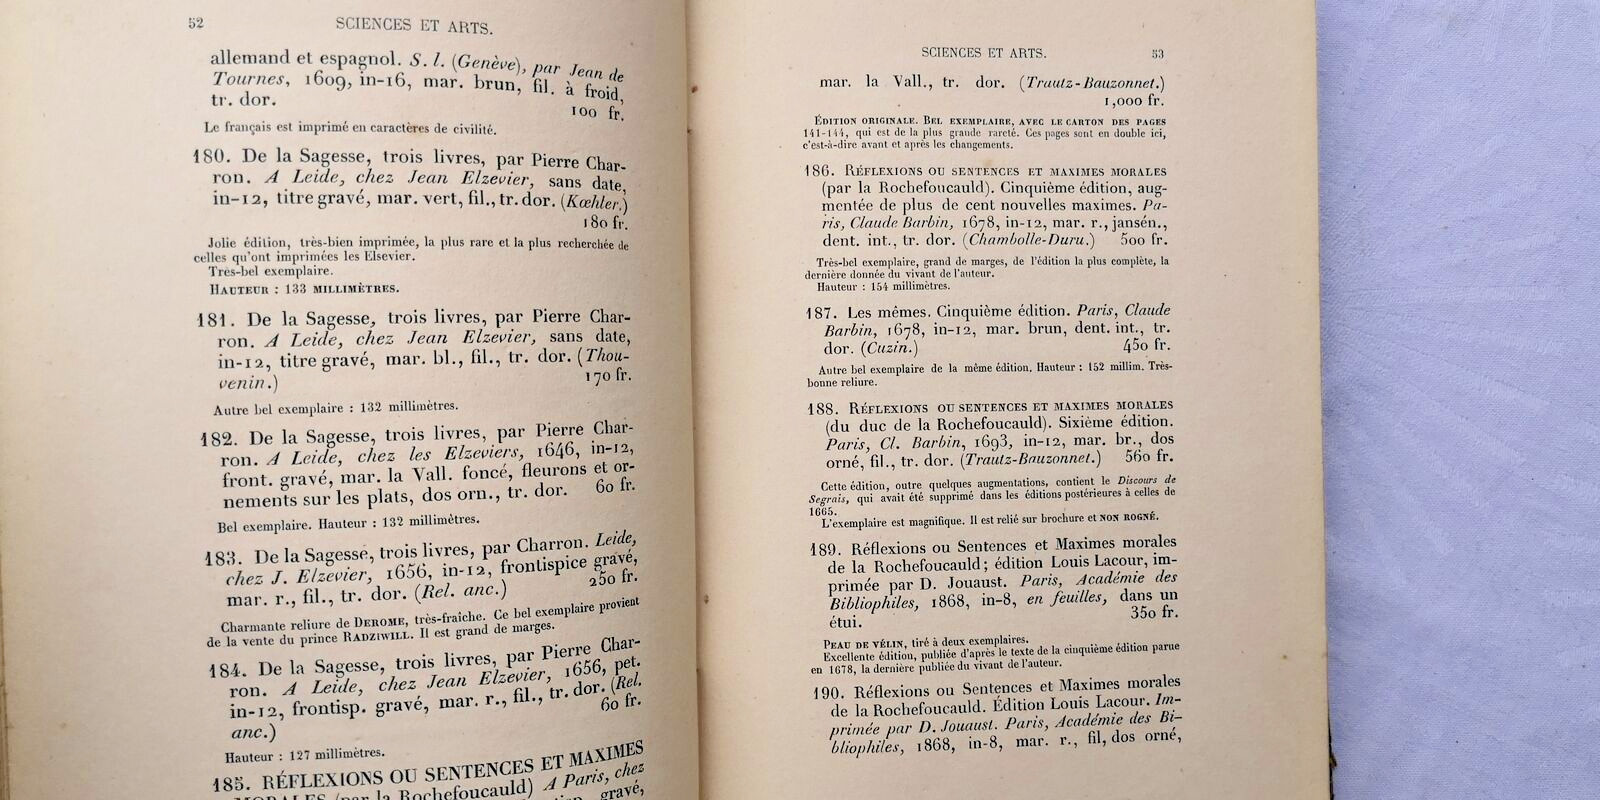 52
SCIENCES ET ARTS.
allemand et espagnol. S. l. (Genève), par Jean de
Tournes, 1609, in-16, mar. brun, fil. à froid,
tr. dor.
100 fr.
Le français est imprimé en caractères de civilité.
180. De la Sagesse, trois livres, par Pierre Char-
ron. A Leide, chez Jean Elzevier, sans date,
in-12, titre gravé, mar. vert, fil., tr. dor. (Kœhler.)
180 fr.
Jolie édition, très-bien imprimée, la plus rare et la plus recherchée de
celles qu'ont imprimées les Elsevier.
Très-bel exemplaire.
HAUTEUR : 133 MILLIMÈTRES.
181. De la Sagesse, trois livres, par Pierre Char-
ron. A Leide, chez Jean Elzevier, sans date,
in-12, titre gravé, mar. bl., fil., tr. dor. (Thou-
venin.) 170 fr.
Autre bel exemplaire : 132 millimètres.
182. De la Sagesse, trois livres, par Pierre Char-
ron. A Leide, chez les Elzeviers, 1646, in-12,
front. gravé, mar. la Vall. foncé, fleurons et or-
nements sur les plats, dos orn., tr. dor. 60 fr.
Bel exemplaire. Hauteur : 132 millimètres.
183. De la Sagesse, trois livres, par Charron. Leide,
chez J. Elzevier, 1656, in-12, frontispice gravé,
mar. r., fil., tr. dor. (Rel. anc.) 250 fr.
Charmante reliure de DEROME, très-fraîche. Ce bel exemplaire provient
de la vente du prince RADZIWILL. Il est grand de marges.
184. De la Sagesse, trois livres, par Pierre Char-
ron. A Leide, chez Jean Elzevier, 1656, pet.
in-12, frontisp. gravé, mar. r., fil., tr. dor. (Rel.
anc.) 60 fr.
Hauteur : 127 millimètres.
185. RÉFLEXIONS OU SENTENCES ET MAXIMES
MORALES (par la Rochefoucauld) A Paris, chez
gravé,
SCIENCES ET ARTS.
53
mar. la Vall., tr. dor. (Trautz-Bauzonnet.)
1,000 fr.
ÉDITION ORIGINALE. BEL EXEMPLAIRE, AVEC LE CARTON DES PAGES
141-144, qui est de la plus grande rareté. Ces pages sont en double ici,
c'est-à-dire avant et après les changements.
186. RÉFLEXIONS OU SENTENCES ET MAXIMES MORALES
(par la Rochefoucauld). Cinquième édition, aug-
mentée de plus de cent nouvelles maximes. Pa-
ris, Claude Barbin, 1678, in-12, mar. r., jansén.,
dent. int., tr. dor. (Chambolle-Duru.) 500 fr.
Très-bel exemplaire, grand de marges, de l'édition la plus complète, la
dernière donnée du vivant de l'auteur.
Hauteur : 154 millimètres.
187. Les mêmes. Cinquième édition. Paris, Claude
Barbin, 1678, in-12, mar. brun, dent. int., tr.
dor. (Cuzin.) 450 fr.
Autre bel exemplaire de la même édition. Hauteur : 152 millim. Très-
bonne reliure.
188. RÉFLEXIONS OU SENTENCES ET MAXIMES MORALES
(du duc de la Rochefoucauld). Sixième édition.
Paris, Cl. Barbin, 1693, in-12, mar. br., dos
orné, fil., tr. dor. (Trautz-Bauzonnet.) 560 fr.
Cette édition, outre quelques augmentations, contient le Discours de
Segrais, qui avait été supprimé dans les éditions postérieures à celles de
1665.
L'exemplaire est magnifique. Il est relié sur brochure et NON ROGNÉ.
189. Réflexions ou Sentences et Maximes morales
de la Rochefoucauld ; édition Louis Lacour, im-
primée par D. Jouaust. Paris, Académie des
Bibliophiles, 1868, in-8, en feuilles, dans un
étui. 350 fr.
PEAU DE VÉLIN, tiré à deux exemplaires.
Excellente édition, publiée d'après le texte de la cinquième édition parue
en 1678, la dernière publiée du vivant de l'auteur.
190. Réflexions ou Sentences et Maximes morales
de la Rochefoucauld. Édition Louis Lacour. Im-
primée par D. Jouaust. Paris, Académie des Bi-
bliophiles, 1868, in-8, mar. r., fil, dos orné,